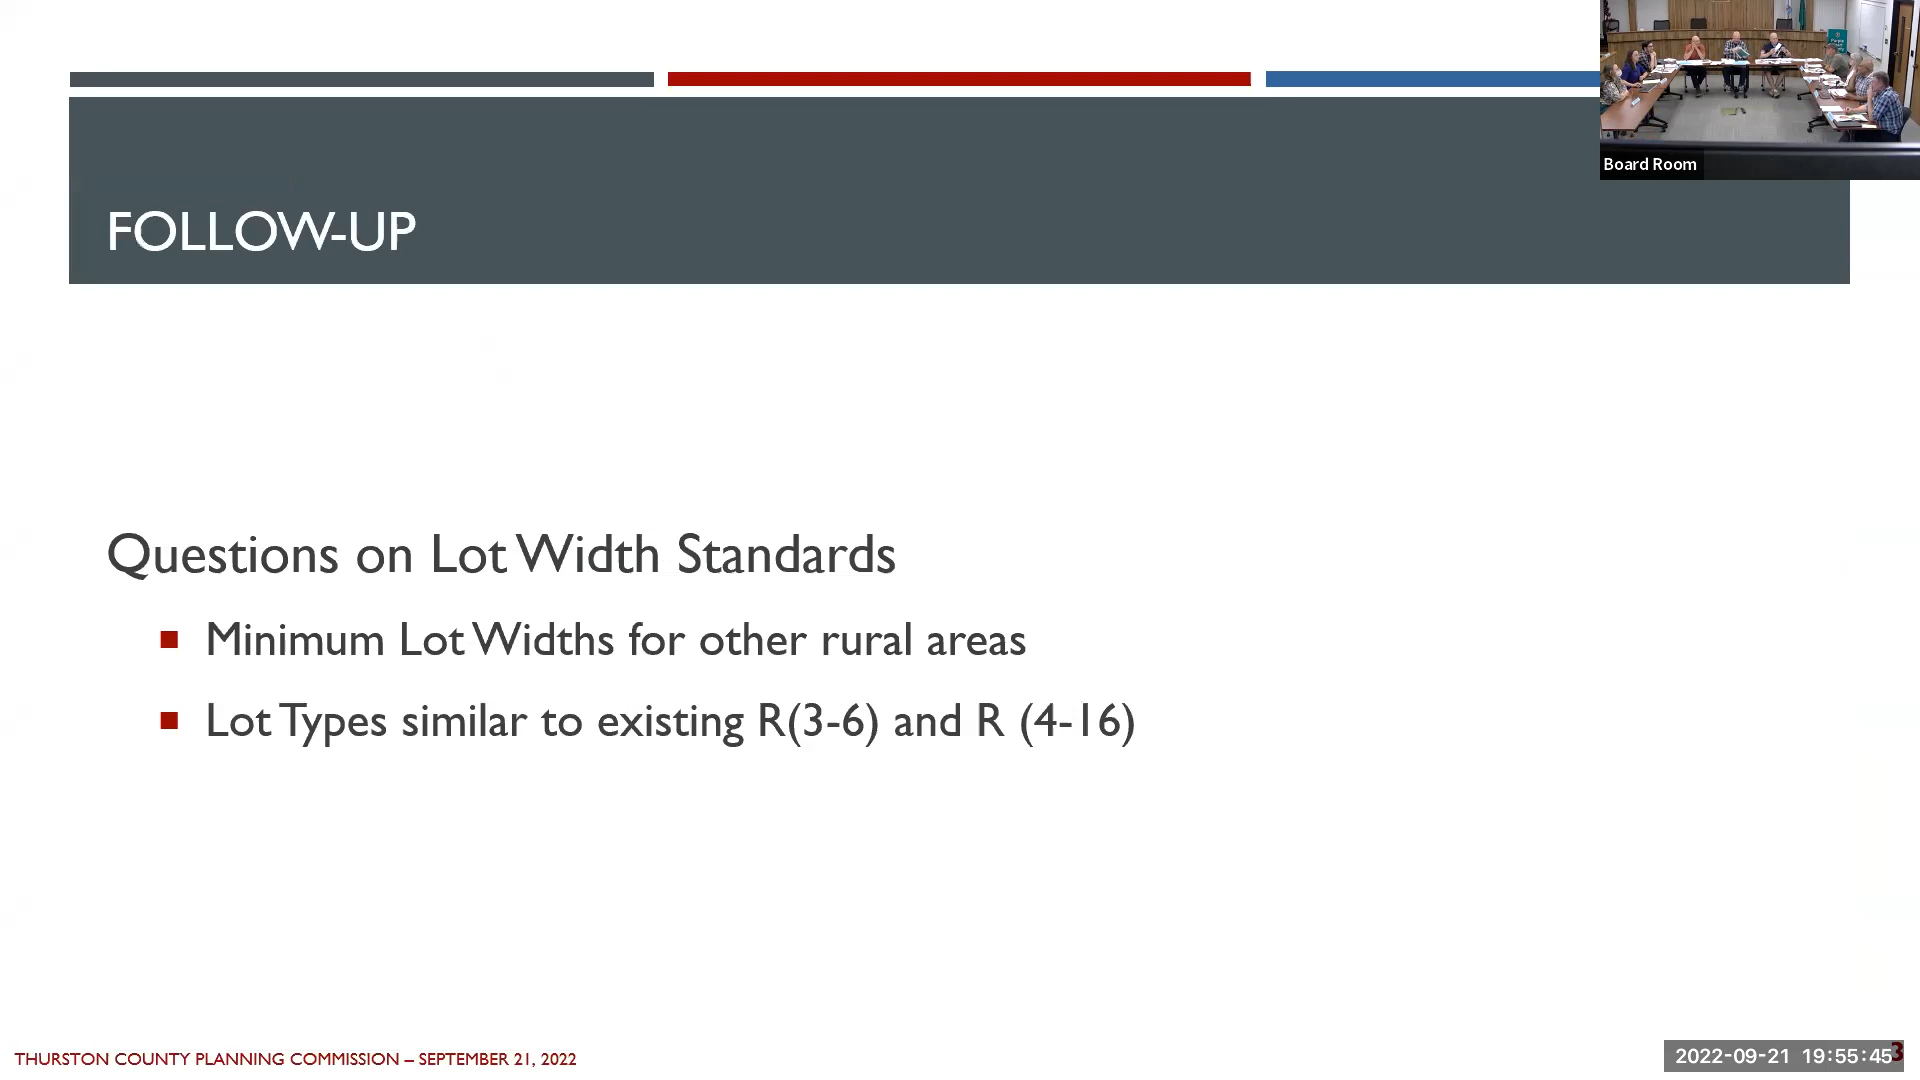 Board Room
FOLLOW-UP
Questions on Lot Width Standards
Minimum Lot Widths for other rural areas
Lot Types similar to existing R(3-6) and R (4-16)
THURSTON COUNTY PLANNING COMMISSION – SEPTEMBER 21, 2022
2022-09-21 19:55:45
3